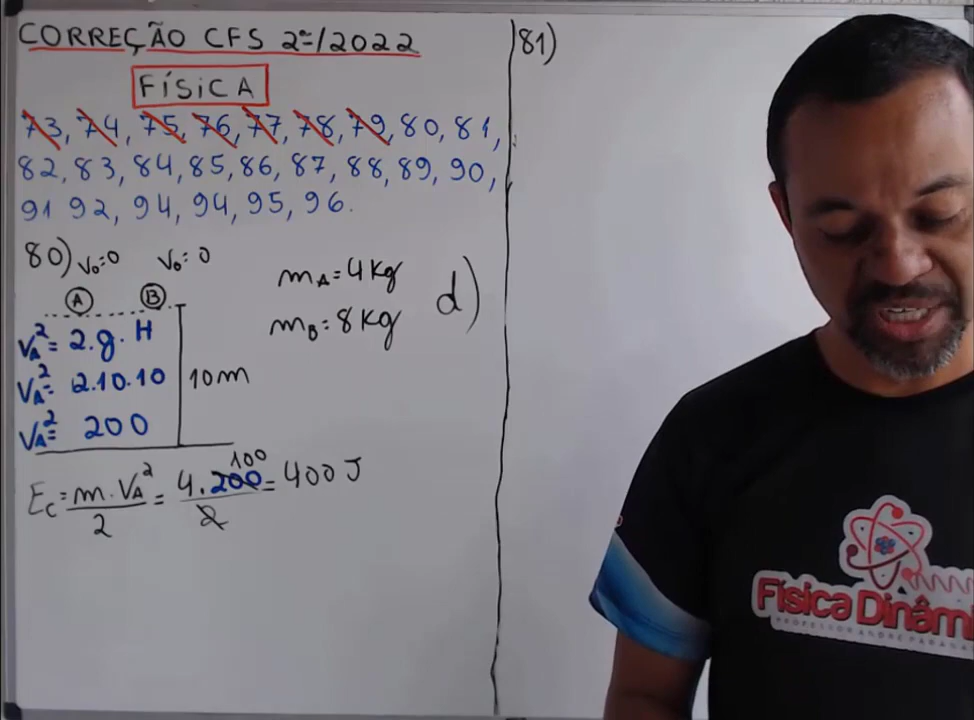 CORREÇÃO CFS 2º/2022
FÍSICA
73, 74, 75, 76, 77, 78, 79, 80, 81,
82, 83, 84, 85, 86, 87, 88, 89, 90,
91 92, 94, 94, 95, 96.
80) V₀=0 V₀=0
A B
mA=4Kg
mB=8Kg
d)
VA²= 2.g.H
VA²= 2.10.10
VA²= 200
10m
Ec= m.VA²/2 = 4.200/2 = 400 J
100
81)
Física Dinâmi